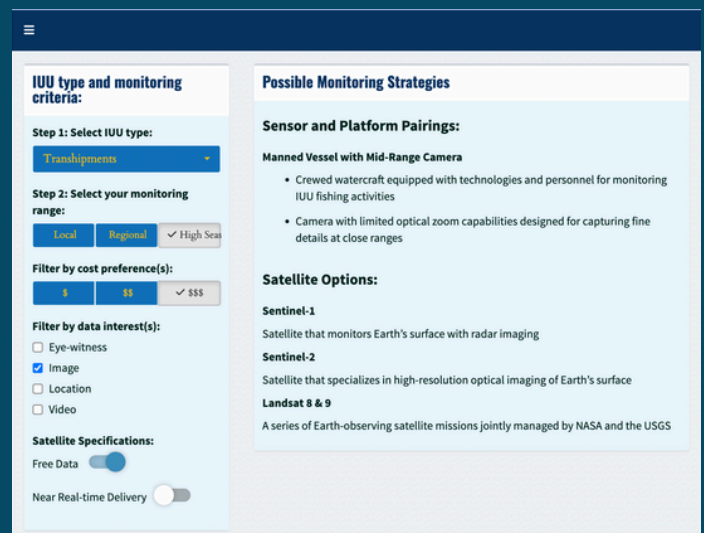 IUU type and monitoring
criteria:
Step 1: Select IUU type:
Transhipments
Step 2: Select your monitoring
range:
Local Regional ✓ High Seas
Filter by cost preference(s):
$ $$ ✓ $$$
Filter by data interest(s):
Eye-witness
Image
Location
Video
Satellite Specifications:
Free Data
Near Real-time Delivery
Possible Monitoring Strategies
Sensor and Platform Pairings:
Manned Vessel with Mid-Range Camera
• Crewed watercraft equipped with technologies and personnel for monitoring
IUU fishing activities
• Camera with limited optical zoom capabilities designed for capturing fine
details at close ranges
Satellite Options:
Sentinel-1
Satellite that monitors Earth's surface with radar imaging
Sentinel-2
Satellite that specializes in high-resolution optical imaging of Earth's surface
Landsat 8 & 9
A series of Earth-observing satellite missions jointly managed by NASA and the USGS